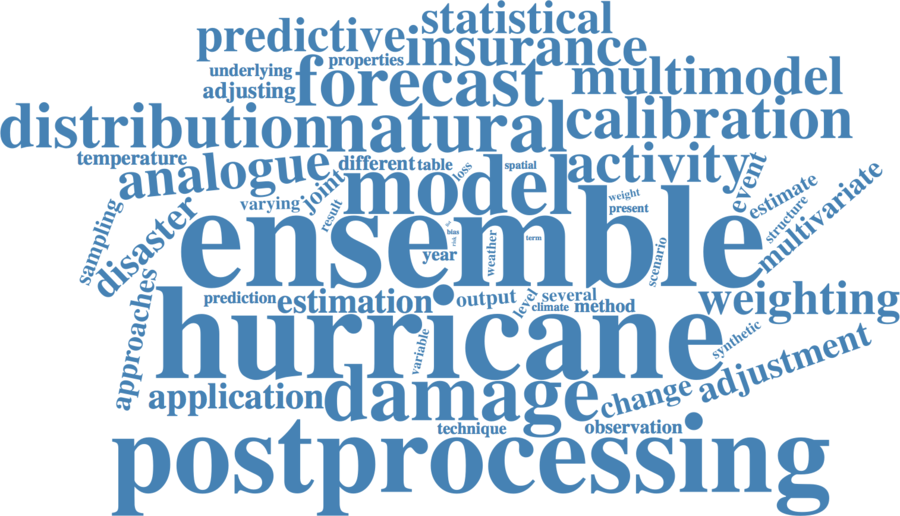 statistical
predictive
insurance
properties
underlying
forecast
multimodel
adjusting
distribution
natural
calibration
temperature
analogue
different
table
loss
spatial
activity
event
joint
model
varying
result
weight
present
estimate
structure
multivariate
sampling
disaster
ensemble
bias
risk
term
year
weather
scenario
approaches
prediction
estimation
output
level
several
climate
method
weighting
hurricane
variable
synthetic
application
damage
change
adjustment
technique
observation
postprocessing